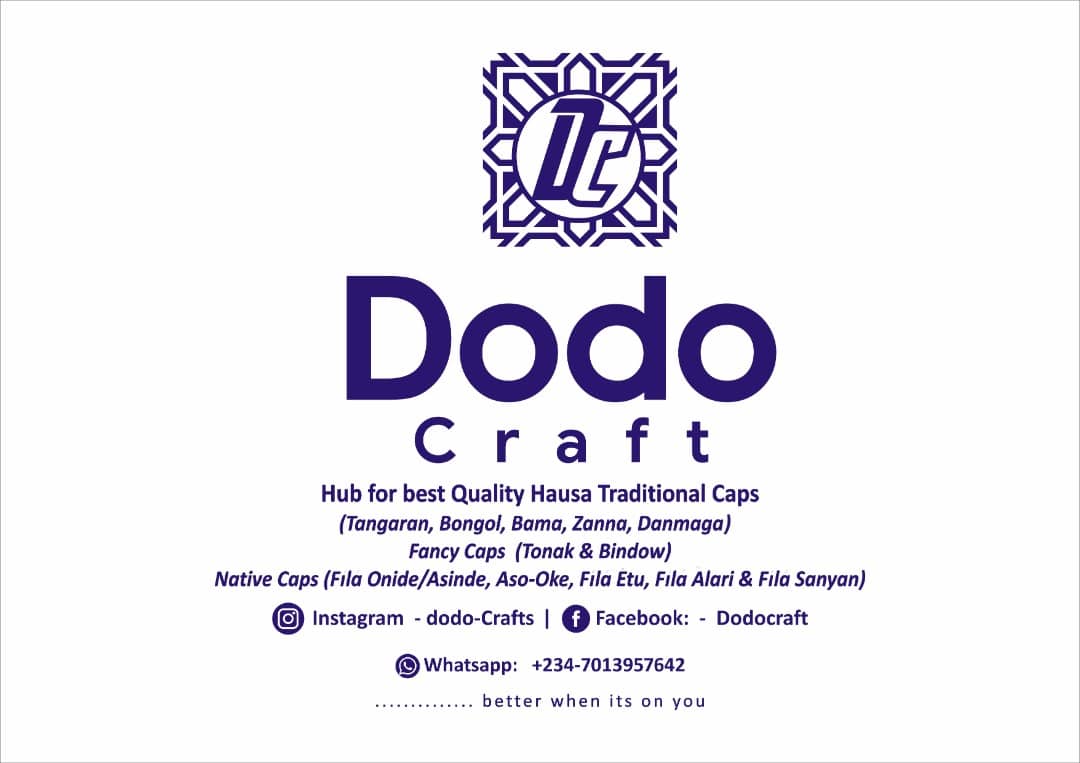 DC
Dodo
Craft
Hub for best Quality Hausa Traditional Caps
(Tangaran, Bongol, Bama, Zanna, Danmaga)
Fancy Caps (Tonak & Bindow)
Native Caps (Fıla Onide/Asinde, Aso-Oke, Fıla Etu, Fıla Alari & Fıla Sanyan)
Instagram - dodo-Crafts | Facebook: - Dodocraft
Whatsapp: +234-7013957642
.............. better when its on you